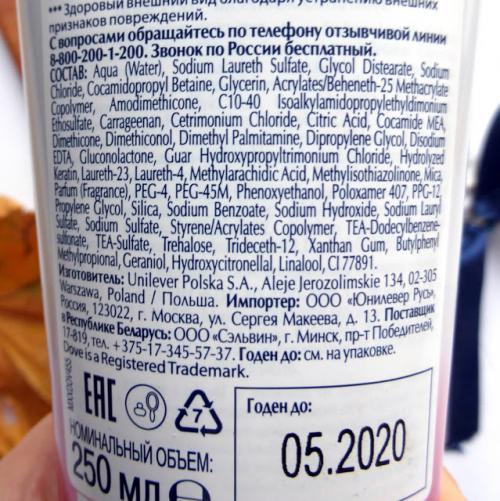 *** Здоровый внешний вид благодаря устранению внешних
признаков повреждений.
С вопросами обращайтесь по телефону отзывчивой линии
8-800-200-1-200. Звонок по России бесплатный.
СОСТАВ: Aqua (Water), Sodium Laureth Sulfate, Glycol Distearate, Sodium
Chloride, Cocamidopropyl Betaine, Glycerin, Acrylates/Beheneth-25 Methacrylate
Copolymer, Amodimethicone, C10-40 Isoalkylamidopropylethyldimonium
Ethosulfate, Carrageenan, Cetrimonium Chloride, Citric Acid, Cocamide MEA,
Dimethicone, Dimethiconol, Dimethyl Palmitamine, Dipropylene Glycol, Disodium
EDTA, Gluconolactone, Guar Hydroxypropyltrimonium Chloride, Hydrolyzed
Keratin, Laureth-23, Laureth-4, Methylarachidic Acid, Methylisothiazolinone, Mica,
Parfum (Fragrance), PEG-4, PEG-45M, Phenoxyethanol, Poloxamer 407, PPG-12,
Propylene Glycol, Silica, Sodium Benzoate, Sodium Hydroxide, Sodium Lauryl
Sulfate, Sodium Sulfate, Styrene/Acrylates Copolymer, TEA-Dodecylbenzene-
sulfonate, TEA-Sulfate, Trehalose, Trideceth-12, Xanthan Gum, Butylphenyl
Methylpropional, Geraniol, Hydroxycitronellal, Linalool, CI 77891.
Изготовитель: Unilever Polska S.A., Aleje Jerozolimskie 134, 02-305
Warszawa, Poland / Польша. Импортер: ООО «Юнилевер Русь»,
Россия, 123022, г. Москва, ул. Сергея Макеева, д. 13. Поставщик
в Республике Беларусь: ООО «Сэльвин», г. Минск, пр-т Победителей,
17-819, тел. +375-17-345-57-37. Годен до: см. на упаковке.
Dove is a Registered Trademark.
EAC
7
НОМИНАЛЬНЫЙ ОБЪЕМ:
250 мл e
Годен до:
05.2020